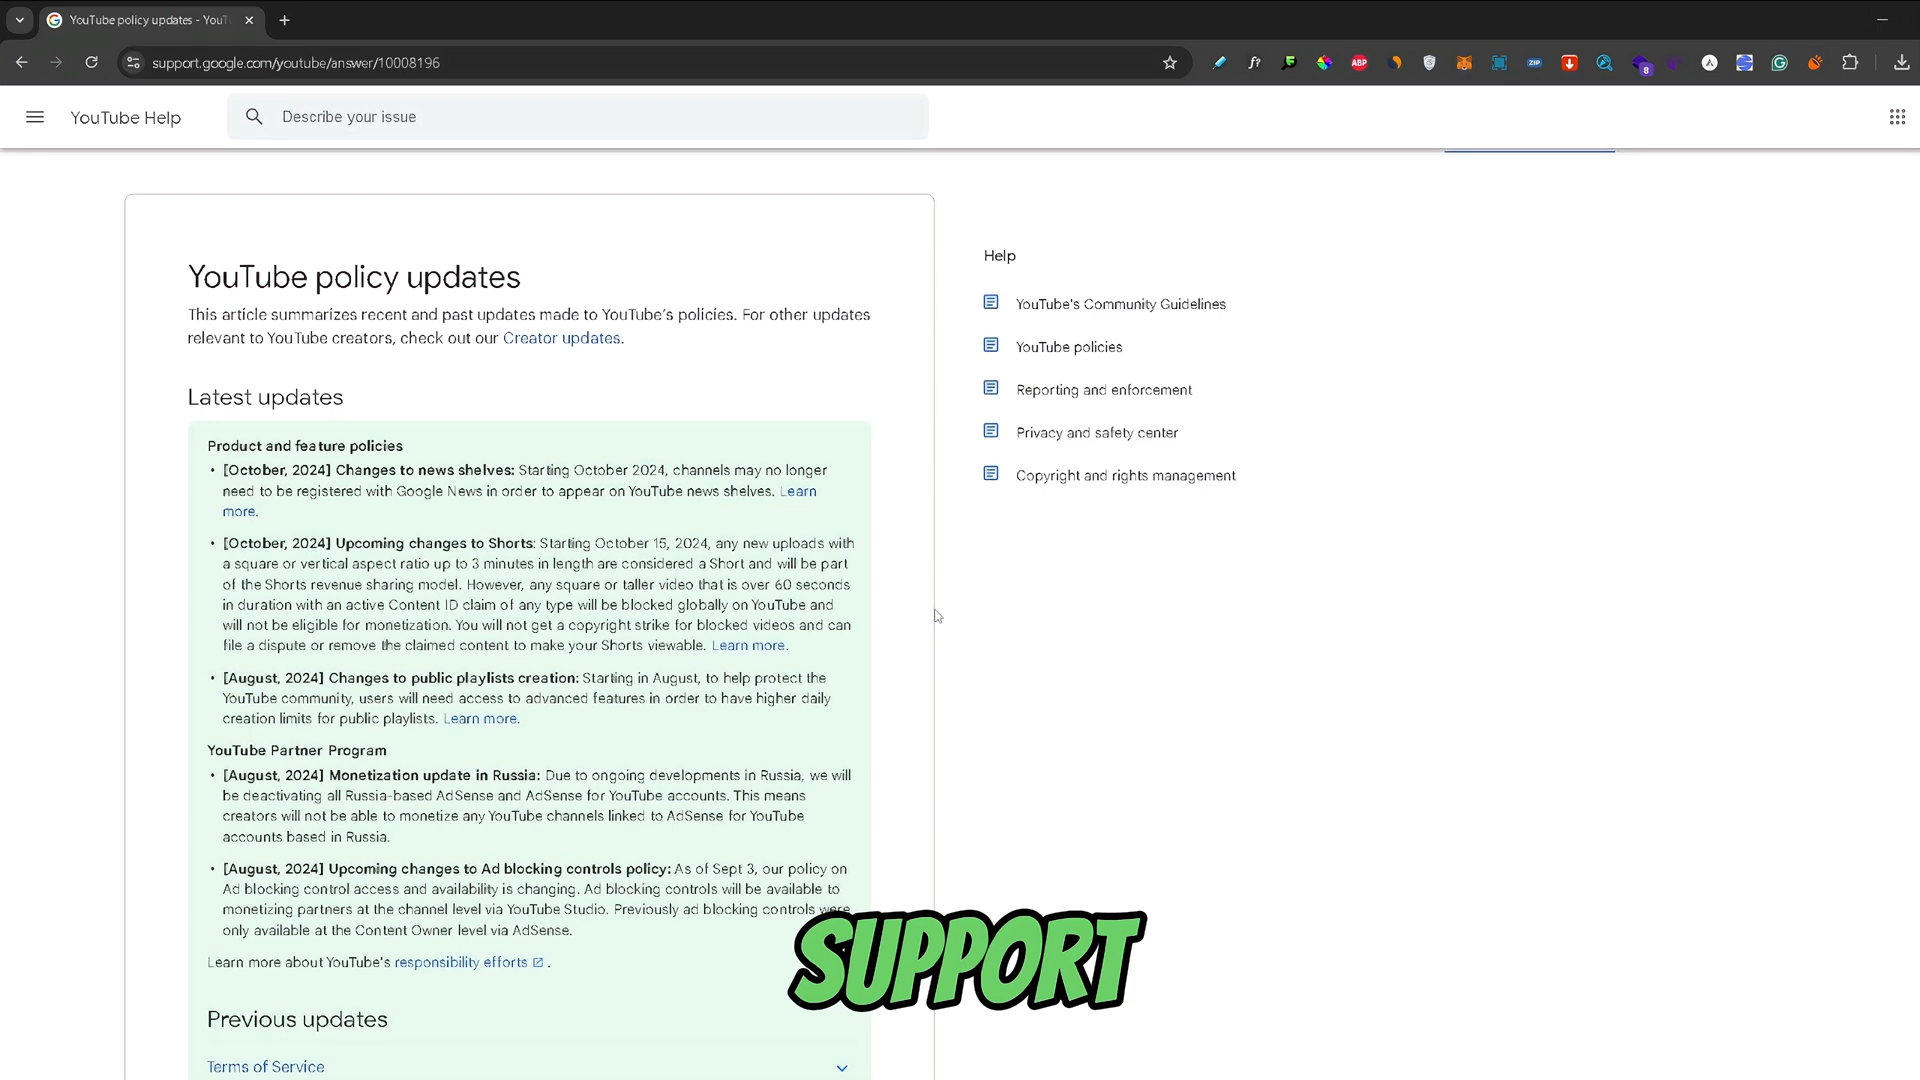 YouTube policy updates - YouT
support.google.com/youtube/answer/10008196
f?
ABP
ZIP
8
YouTube Help
Describe your issue
YouTube policy updates
This article summarizes recent and past updates made to YouTube's policies. For other updates
relevant to YouTube creators, check out our Creator updates.
Latest updates
Product and feature policies
• [October, 2024] Changes to news shelves: Starting October 2024, channels may no longer
need to be registered with Google News in order to appear on YouTube news shelves. Learn
more.
• [October, 2024] Upcoming changes to Shorts: Starting October 15, 2024, any new uploads with
a square or vertical aspect ratio up to 3 minutes in length are considered a Short and will be part
of the Shorts revenue sharing model. However, any square or taller video that is over 60 seconds
in duration with an active Content ID claim of any type will be blocked globally on YouTube and
will not be eligible for monetization. You will not get a copyright strike for blocked videos and can
file a dispute or remove the claimed content to make your Shorts viewable. Learn more.
• [August, 2024] Changes to public playlists creation: Starting in August, to help protect the
YouTube community, users will need access to advanced features in order to have higher daily
creation limits for public playlists. Learn more.
YouTube Partner Program
• [August, 2024] Monetization update in Russia: Due to ongoing developments in Russia, we will
be deactivating all Russia-based AdSense and AdSense for YouTube accounts. This means
creators will not be able to monetize any YouTube channels linked to AdSense for YouTube
accounts based in Russia.
• [August, 2024] Upcoming changes to Ad blocking controls policy: As of Sept 3, our policy on
Ad blocking control access and availability is changing. Ad blocking controls will be available to
monetizing partners at the channel level via YouTube Studio. Previously ad blocking controls were
only available at the Content Owner level via AdSense.
Learn more about YouTube's responsibility efforts .
Previous updates
Terms of Service
Help
YouTube's Community Guidelines
YouTube policies
Reporting and enforcement
Privacy and safety center
Copyright and rights management
SUPPORT